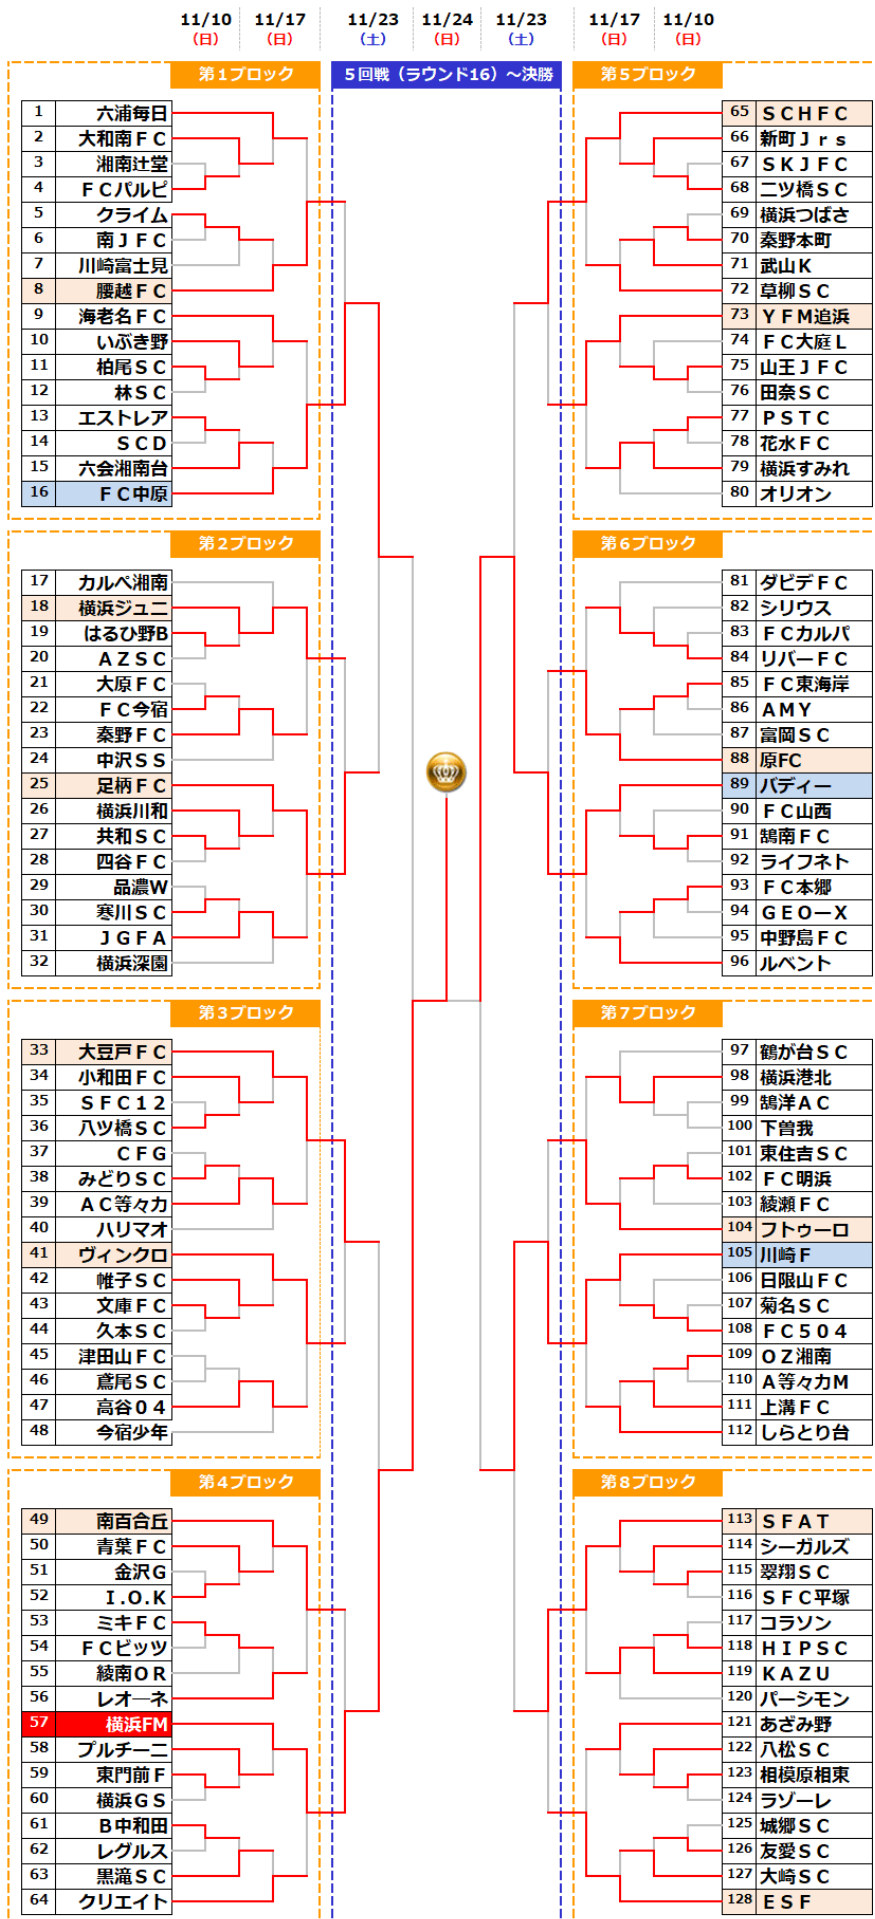 11/10 11/17 11/23 11/24 11/23 11/17 11/10
(日) (日) (土) (日) (土) (日) (日)
第1ブロック
5回戦（ラウンド16）～決勝
第5ブロック
1 六浦毎日
2 大和南FC
3 湘南辻堂
4 FCパルピ
5 クライム
6 南JFC
7 川崎富士見
8 腰越FC
9 海老名FC
10 いぶき野
11 柏尾SC
12 林SC
13 エストレア
14 SCD
15 六会湘南台
16 FC中原
65 SCHFC
66 新町Jrs
67 SKJFC
68 二ツ橋SC
69 横浜つばさ
70 秦野本町
71 武山K
72 草柳SC
73 YFM追浜
74 FC大庭L
75 山王JFC
76 田奈SC
77 PSTC
78 花水FC
79 横浜すみれ
80 オリオン
第2ブロック
第6ブロック
17 カルペ湘南
18 横浜ジュニ
19 はるひ野B
20 AZSC
21 大原FC
22 FC今宿
23 秦野FC
24 中沢SS
25 足柄FC
26 横浜川和
27 共和SC
28 四谷FC
29 品濃W
30 寒川SC
31 JGFA
32 横浜深園
81 ダビデFC
82 シリウス
83 FCカルパ
84 リバーFC
85 FC東海岸
86 AMY
87 富岡SC
88 原FC
89 バディー
90 FC山西
91 鵠南FC
92 ライフネト
93 FC本郷
94 GEO－X
95 中野島FC
96 ルベント
第3ブロック
第7ブロック
33 大豆戸FC
34 小和田FC
35 SFC12
36 八ツ橋SC
37 CFG
38 みどりSC
39 AC等々力
40 ハリマオ
41 ヴィンクロ
42 帷子SC
43 文庫FC
44 久本SC
45 津田山FC
46 鳶尾SC
47 高谷04
48 今宿少年
97 鶴が台SC
98 横浜港北
99 鵠洋AC
100 下曽我
101 東住吉SC
102 FC明浜
103 綾瀬FC
104 フトゥーロ
105 川崎F
106 日限山FC
107 菊名SC
108 FC504
109 OZ湘南
110 A等々力M
111 上溝FC
112 しらとり台
第4ブロック
第8ブロック
49 南百合丘
50 青葉FC
51 金沢G
52 I.O.K
53 ミキFC
54 FCビッツ
55 綾南OR
56 レオーネ
57 横浜FM
58 プルチーニ
59 東門前F
60 横浜GS
61 B中和田
62 レグルス
63 黒滝SC
64 クリエイト
113 SFAT
114 シーガルズ
115 翠翔SC
116 SFC平塚
117 コラソン
118 HIPSC
119 KAZU
120 パーシモン
121 あざみ野
122 八松SC
123 相模原相東
124 ラゾーレ
125 城郷SC
126 友愛SC
127 大崎SC
128 ESF